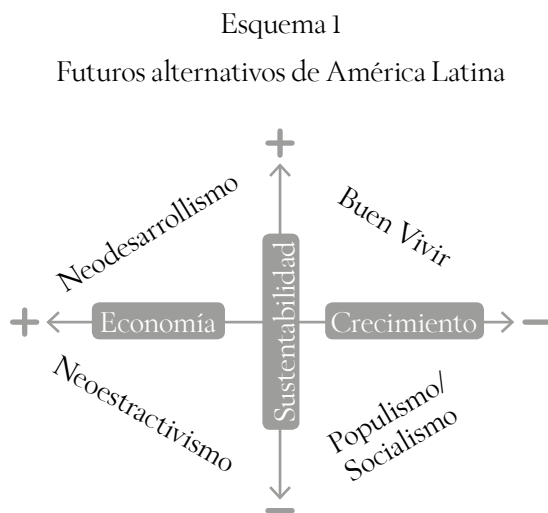 Esquema 1
Futuros alternativos de América Latina
+
Neodesarrollismo
Buen Vivir
Sustentabilidad
+
Economía
Crecimiento
−
Neoestractivismo
Populismo/
Socialismo
−